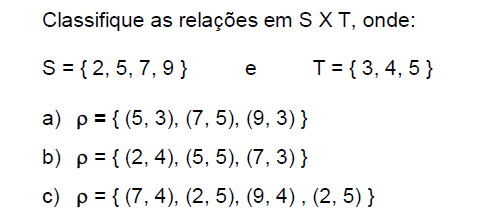 Classifique as relações em S X T, onde:
S = { 2, 5, 7, 9 } e T = { 3, 4, 5 }
a) ρ = { (5, 3), (7, 5), (9, 3) }
b) ρ = { (2, 4), (5, 5), (7, 3) }
c) ρ = { (7, 4), (2, 5), (9, 4) , (2, 5) }